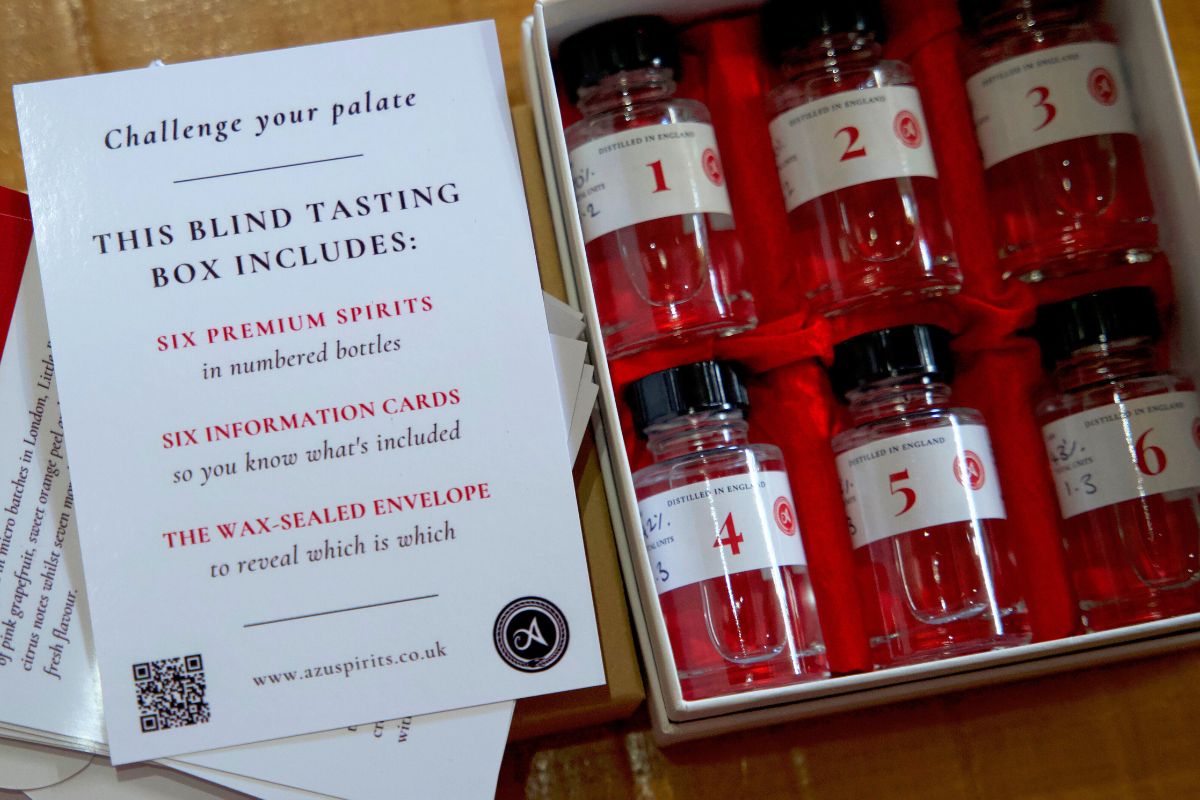 Challenge your palate
THIS BLIND TASTING
BOX INCLUDES:
SIX PREMIUM SPIRITS
in numbered bottles
SIX INFORMATION CARDS
so you know what's included
THE WAX-SEALED ENVELOPE
to reveal which is which
www.azuspirits.co.uk
A
in micro batches in London, Little
of pink grapefruit, sweet orange peel
citrus notes whilst seven
fresh flavour.
DISTILLED IN ENGLAND
1
DISTILLED IN ENGLAND
2
DISTILLED IN ENGLAND
3
DISTILLED IN ENGLAND
4
42%.
DISTILLED IN ENGLAND
5
DISTILLED IN ENGLAND
6
43%.
UNITS
1.3